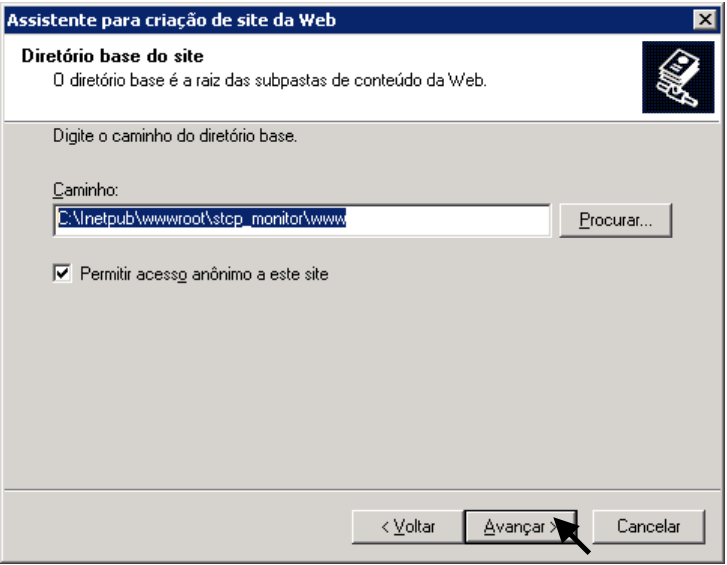 Assistente para criação de site da Web
Diretório base do site
O diretório base é a raiz das subpastas de conteúdo da Web.
Digite o caminho do diretório base.
Caminho:
C:\Inetpub\wwwroot\stcp_monitor\www
Procurar...
Permitir acesso anônimo a este site
< Voltar
Avançar >
Cancelar